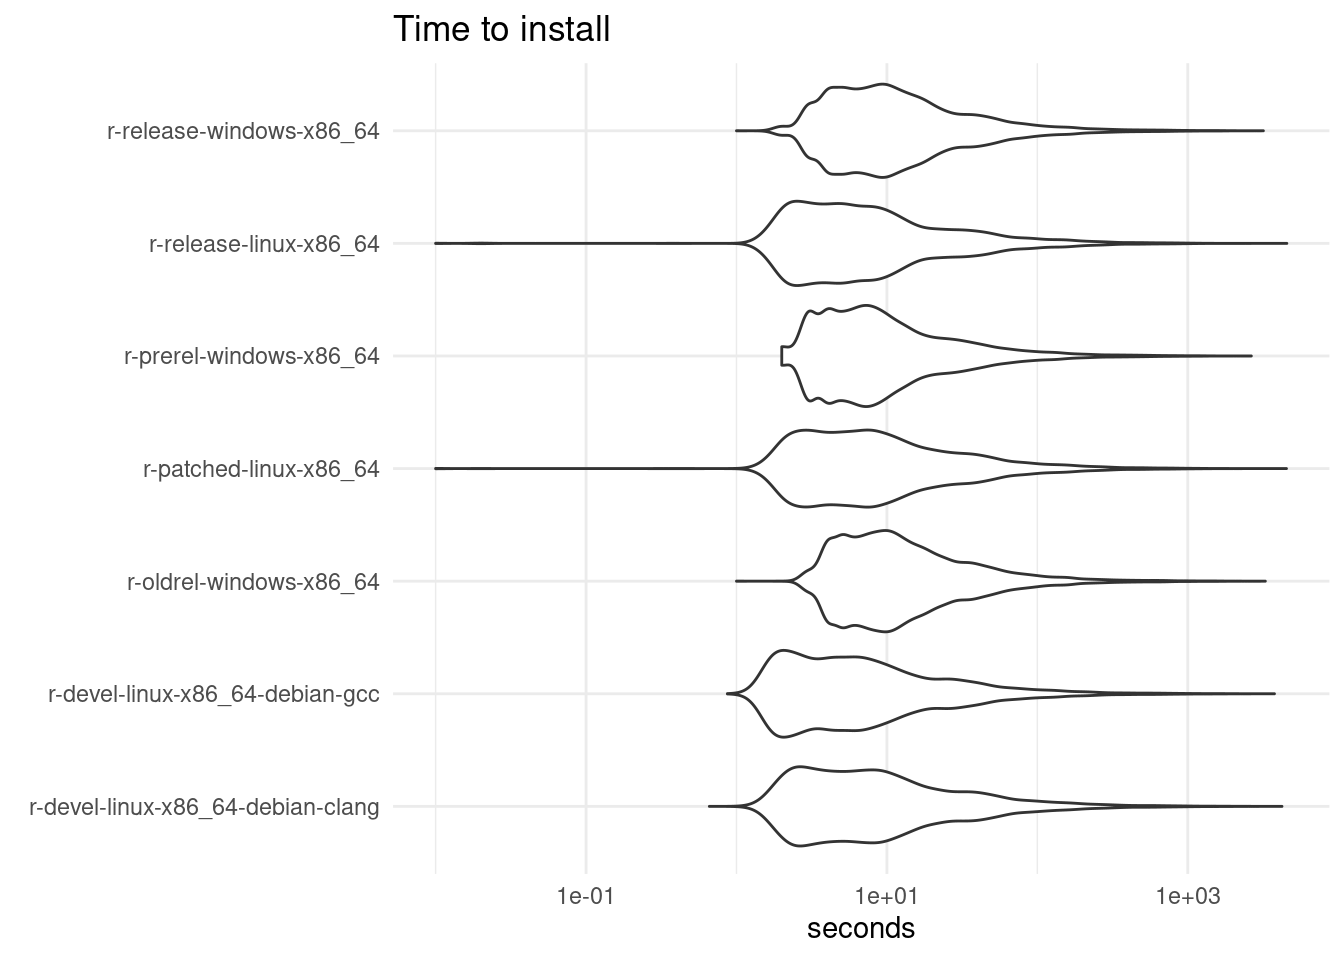 Time to install
r-release-windows-x86_64
r-release-linux-x86_64
r-prerel-windows-x86_64
r-patched-linux-x86_64
r-oldrel-windows-x86_64
r-devel-linux-x86_64-debian-gcc
r-devel-linux-x86_64-debian-clang
1e-01 1e+01 1e+03
seconds